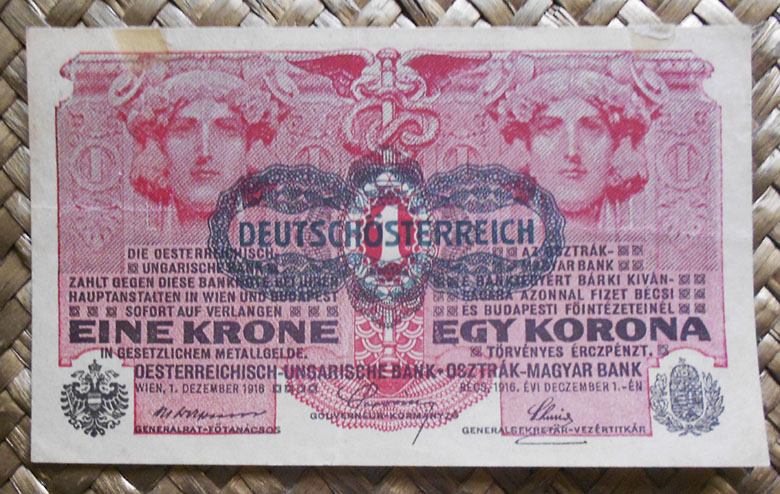 1
DEUTSCHÖSTERREICH
DIE OESTERREICHISCH-
UNGARISCHE BANK
ZAHLT GEGEN DIESE BANKNOTE BEI IHREN
HAUPTANSTALTEN IN WIEN UND BUDAPEST
SOFORT AUF VERLANGEN
EINE KRONE
IN GESETZLICHEM METALLGELDE.
AZ OSZTRÁK-
MAGYAR BANK
E BANKJEGYÉRT BÁRKI KIVÁN-
SÁGÁRA AZONNAL FIZET BÉCSI
ÉS BUDAPESTI FŐINTÉZETEINÉL
EGY KORONA
TÖRVÉNYES ÉRCZPÉNZT.
OESTERREICHISCH-UNGARISCHE BANK • OSZTRÁK-MAGYAR BANK
WIEN, 1. DEZEMBER 1916
BÉCS, 1916. ÉVI DECZEMBER 1.-ÉN
GENERALRAT-FŐTANÁCSOS
GOUVERNEUR-KORMÁNYZÓ
GENERALSEKRETÄR-VEZÉRTITKÁR